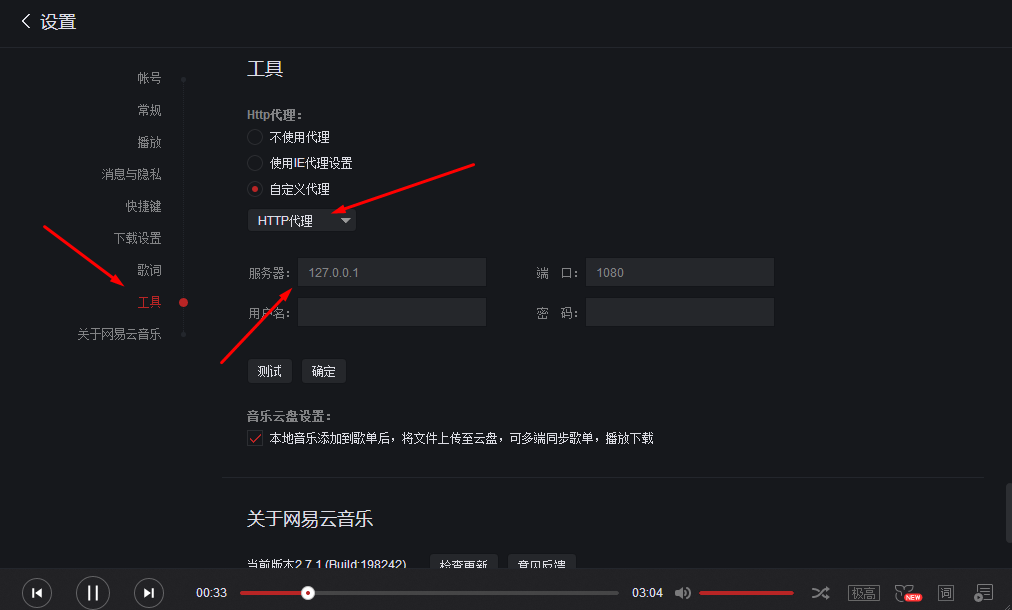 设置
帐号
常规
播放
消息与隐私
快捷键
下载设置
歌词
工具
关于网易云音乐
工具
Http代理：
不使用代理
使用IE代理设置
自定义代理
HTTP代理
服务器： 127.0.0.1 端 口： 1080
用户名： 密 码：
测试 确定
音乐云盘设置：
本地音乐添加到歌单后，将文件上传至云盘，可多端同步歌单，播放下载
关于网易云音乐
当前版本2.7.1 (Build:198242) 检查更新 意见反馈
00:33 03:04 极高 NEW 词